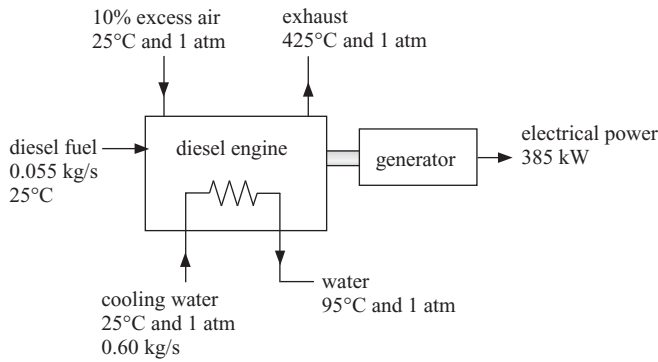 10% excess air
25°C and 1 atm
exhaust
425°C and 1 atm
diesel fuel
0.055 kg/s
25°C
diesel engine
generator
electrical power
385 kW
water
95°C and 1 atm
cooling water
25°C and 1 atm
0.60 kg/s